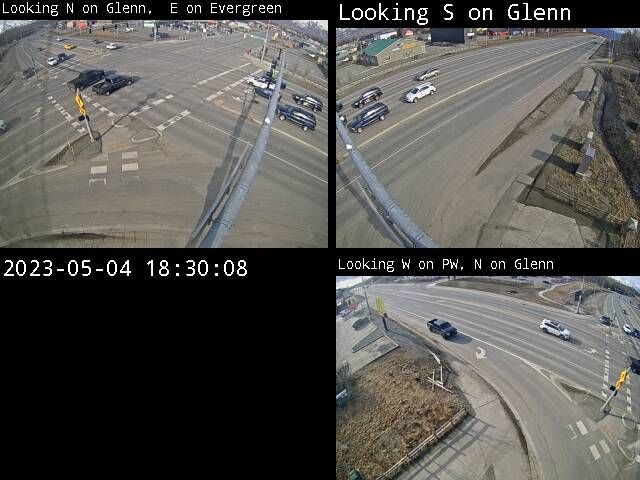 Looking N on Glenn,  E on Evergreen
Looking S on Glenn
2023-05-04 18:30:08
Looking W on PW, N on Glenn